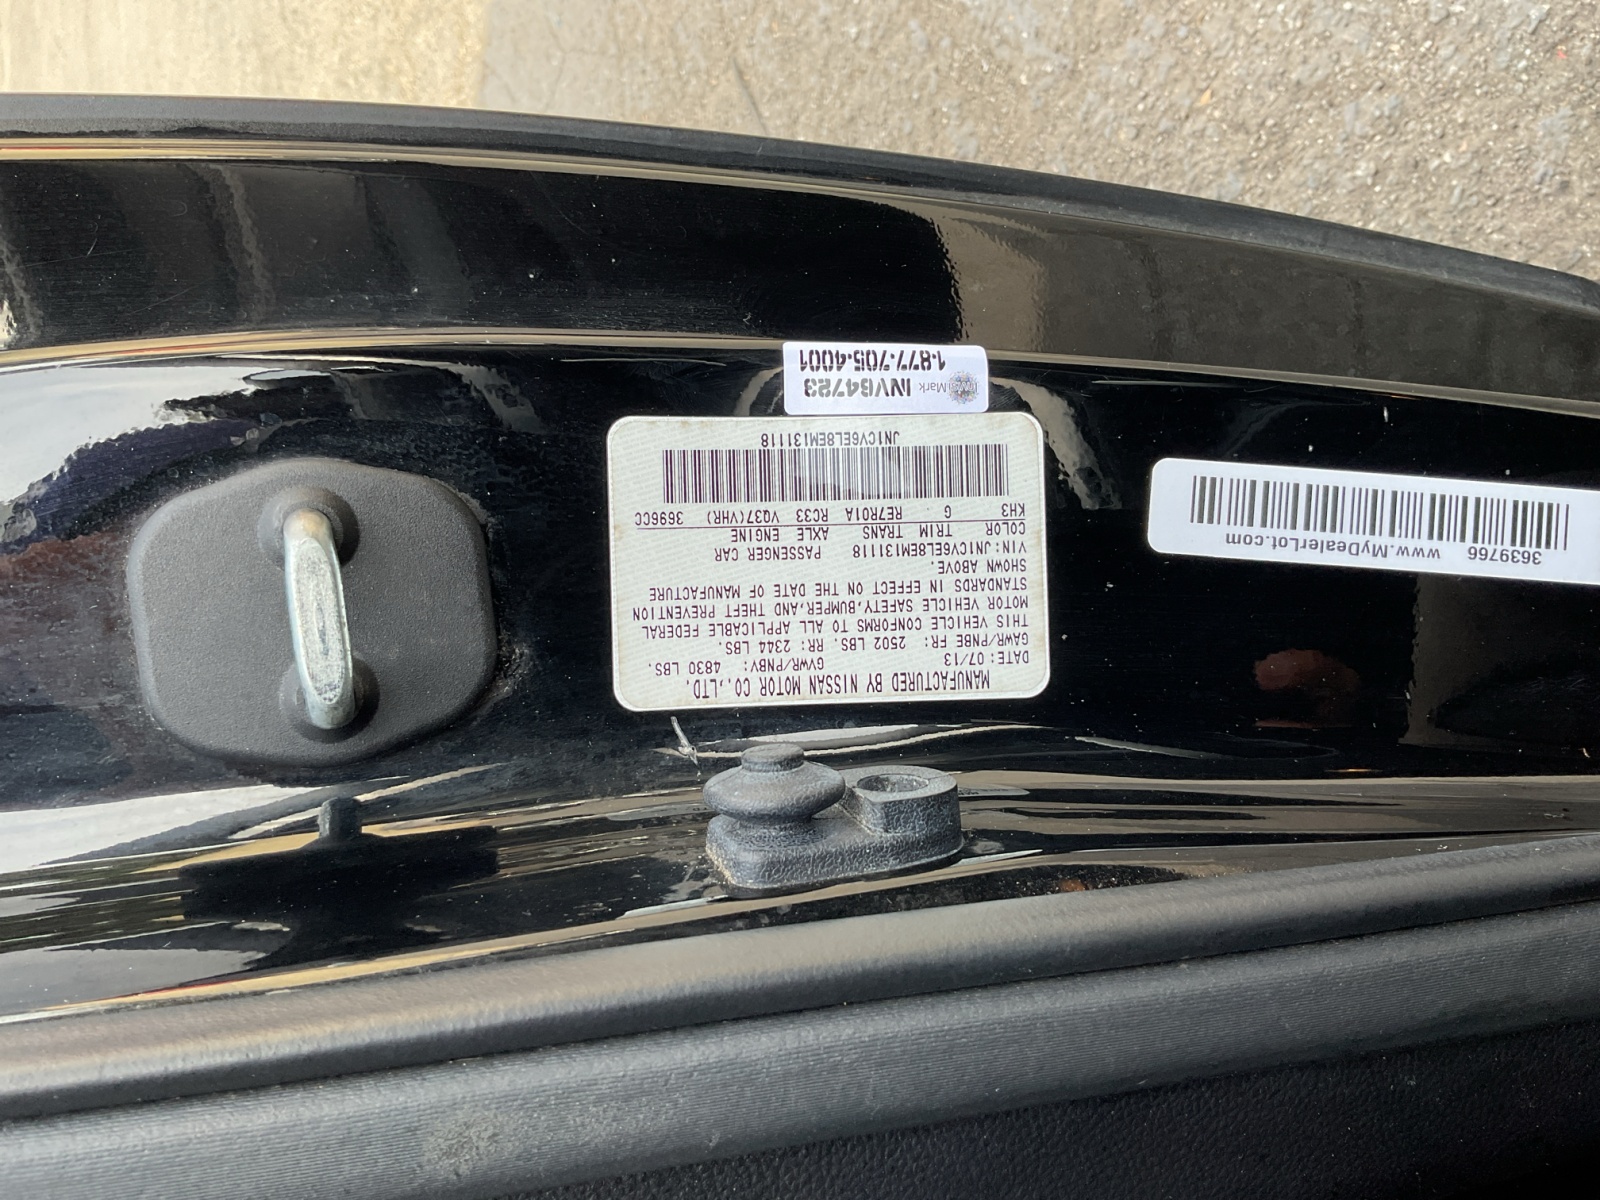 MANUFACTURED BY NISSAN MOTOR CO.,LTD.
DATE: 07/13 GVWR/PNBV: 4830 LBS.
GAWR/PNBE FR: 2502 LBS. RR: 2344 LBS.
THIS VEHICLE CONFORMS TO ALL APPLICABLE FEDERAL
MOTOR VEHICLE SAFETY,BUMPER,AND THEFT PREVENTION
STANDARDS IN EFFECT ON THE DATE OF MANUFACTURE
SHOWN ABOVE.
VIN: JN1CV6EL8EM131118 PASSENGER CAR
COLOR TRIM TRANS AXLE ENGINE
KH3 G RE7R01A RC33 VQ37(VHR) 3696CC
JN1CV6EL8EM131118
InvisiMark INV64723
1-877-705-4001
3639766 www.MyDealerLot.com